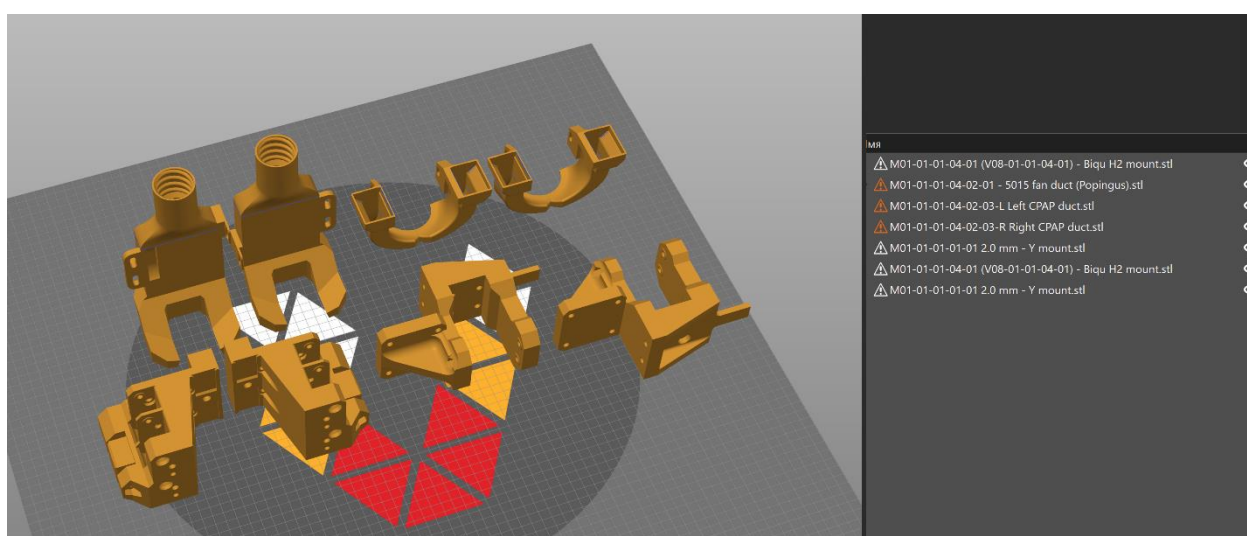 Имя
M01-01-01-04-01 (V08-01-01-04-01) - Biqu H2 mount.stl
M01-01-01-04-02-01 - 5015 fan duct (Popingus).stl
M01-01-01-04-02-03-L Left CPAP duct.stl
M01-01-01-04-02-03-R Right CPAP duct.stl
M01-01-01-01-01 2.0 mm - Y mount.stl
M01-01-01-04-01 (V08-01-01-04-01) - Biqu H2 mount.stl
M01-01-01-01-01 2.0 mm - Y mount.stl